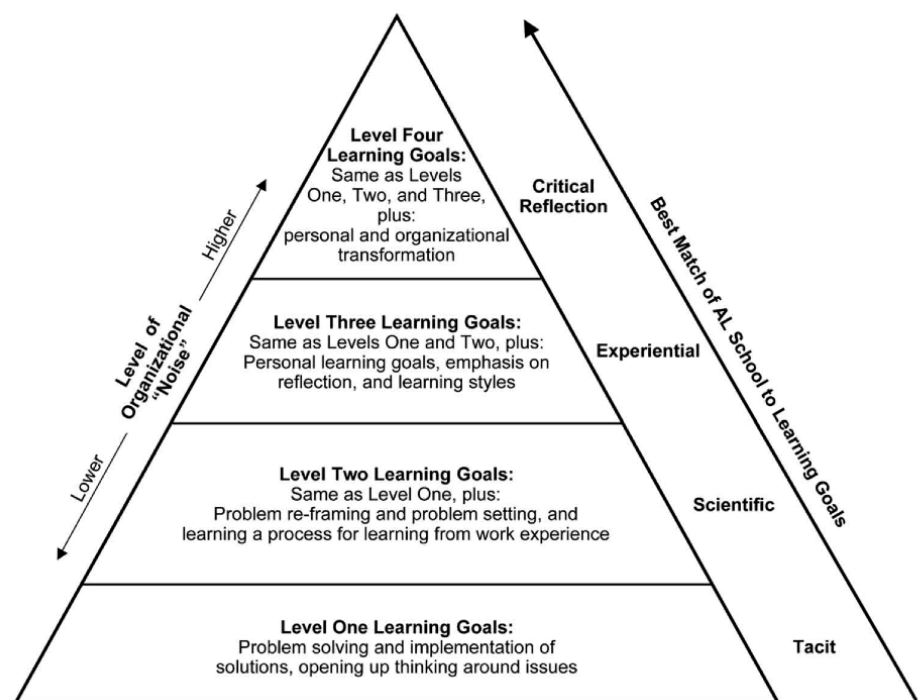 Level Four
Learning Goals:
Same as Levels
One, Two, and Three,
plus:
personal and organizational
transformation
Critical
Reflection
Level Three Learning Goals:
Same as Levels One and Two, plus:
Personal learning goals, emphasis on
reflection, and learning styles
Experiential
Level Two Learning Goals:
Same as Level One, plus:
Problem re-framing and problem setting, and
learning a process for learning from work experience
Scientific
Level One Learning Goals:
Problem solving and implementation of
solutions, opening up thinking around issues
Tacit
Higher
Level of
Organizational
“Noise”
Lower
Best Match of AL School to Learning Goals